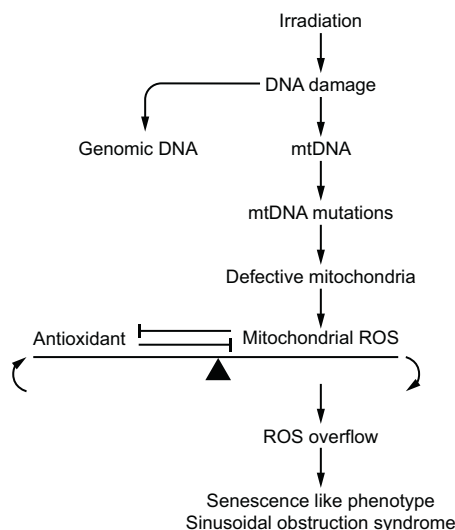 Irradiation
DNA damage
Genomic DNA
mtDNA
mtDNA mutations
Defective mitochondria
Antioxidant
Mitochondrial ROS
ROS overflow
Senescence like phenotype
Sinusoidal obstruction syndrome